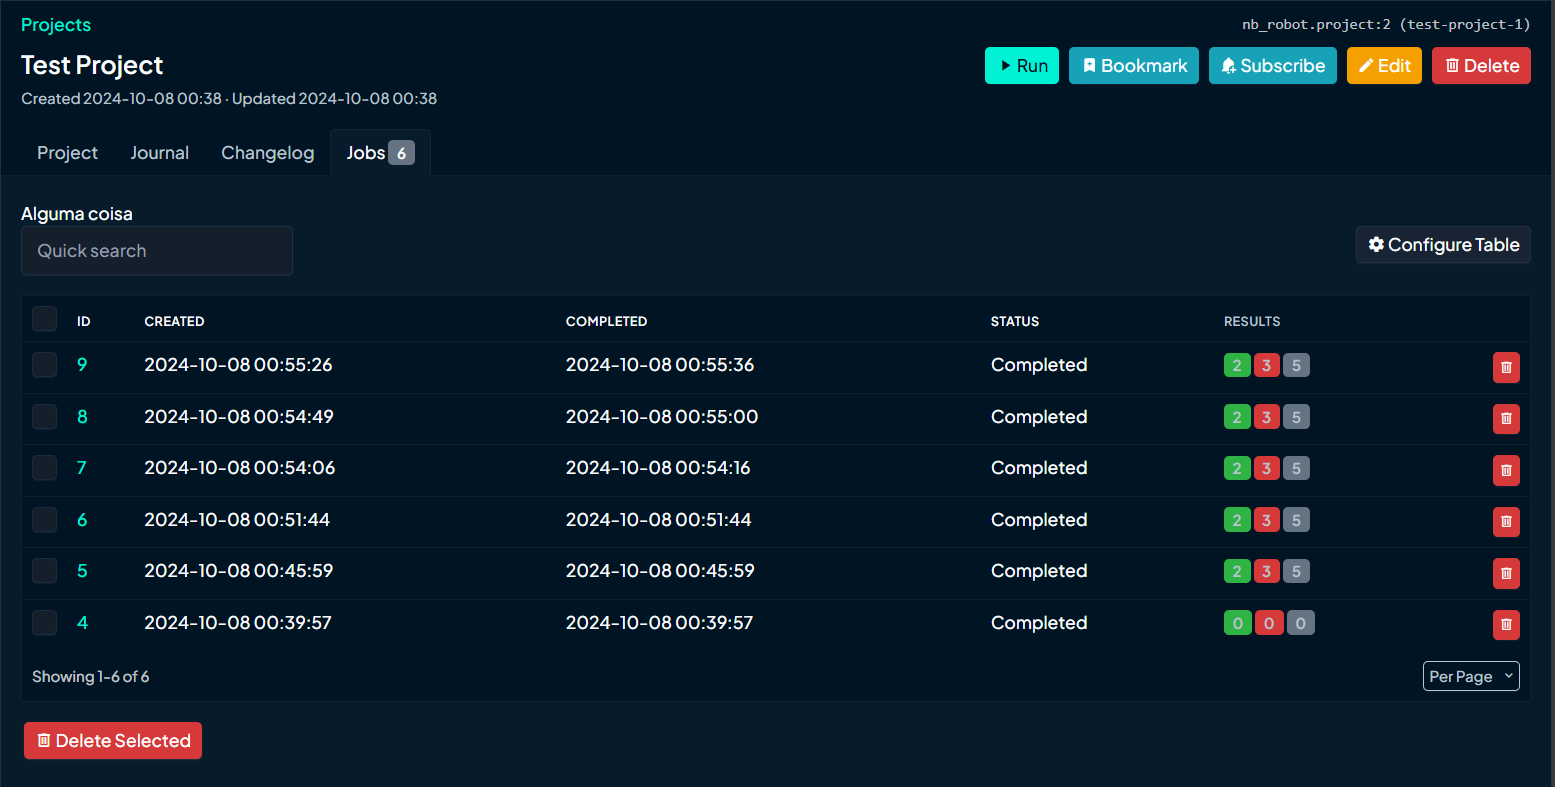 Projects
nb_robot.project:2 (test-project-1)
Test Project
Run Bookmark Subscribe Edit Delete
Created 2024-10-08 00:38 · Updated 2024-10-08 00:38
Project Journal Changelog Jobs 6
Alguma coisa
Quick search
Configure Table
ID CREATED COMPLETED STATUS RESULTS
9 2024-10-08 00:55:26 2024-10-08 00:55:36 Completed 2 3 5
8 2024-10-08 00:54:49 2024-10-08 00:55:00 Completed 2 3 5
7 2024-10-08 00:54:06 2024-10-08 00:54:16 Completed 2 3 5
6 2024-10-08 00:51:44 2024-10-08 00:51:44 Completed 2 3 5
5 2024-10-08 00:45:59 2024-10-08 00:45:59 Completed 2 3 5
4 2024-10-08 00:39:57 2024-10-08 00:39:57 Completed 0 0 0
Showing 1-6 of 6
Per Page
Delete Selected